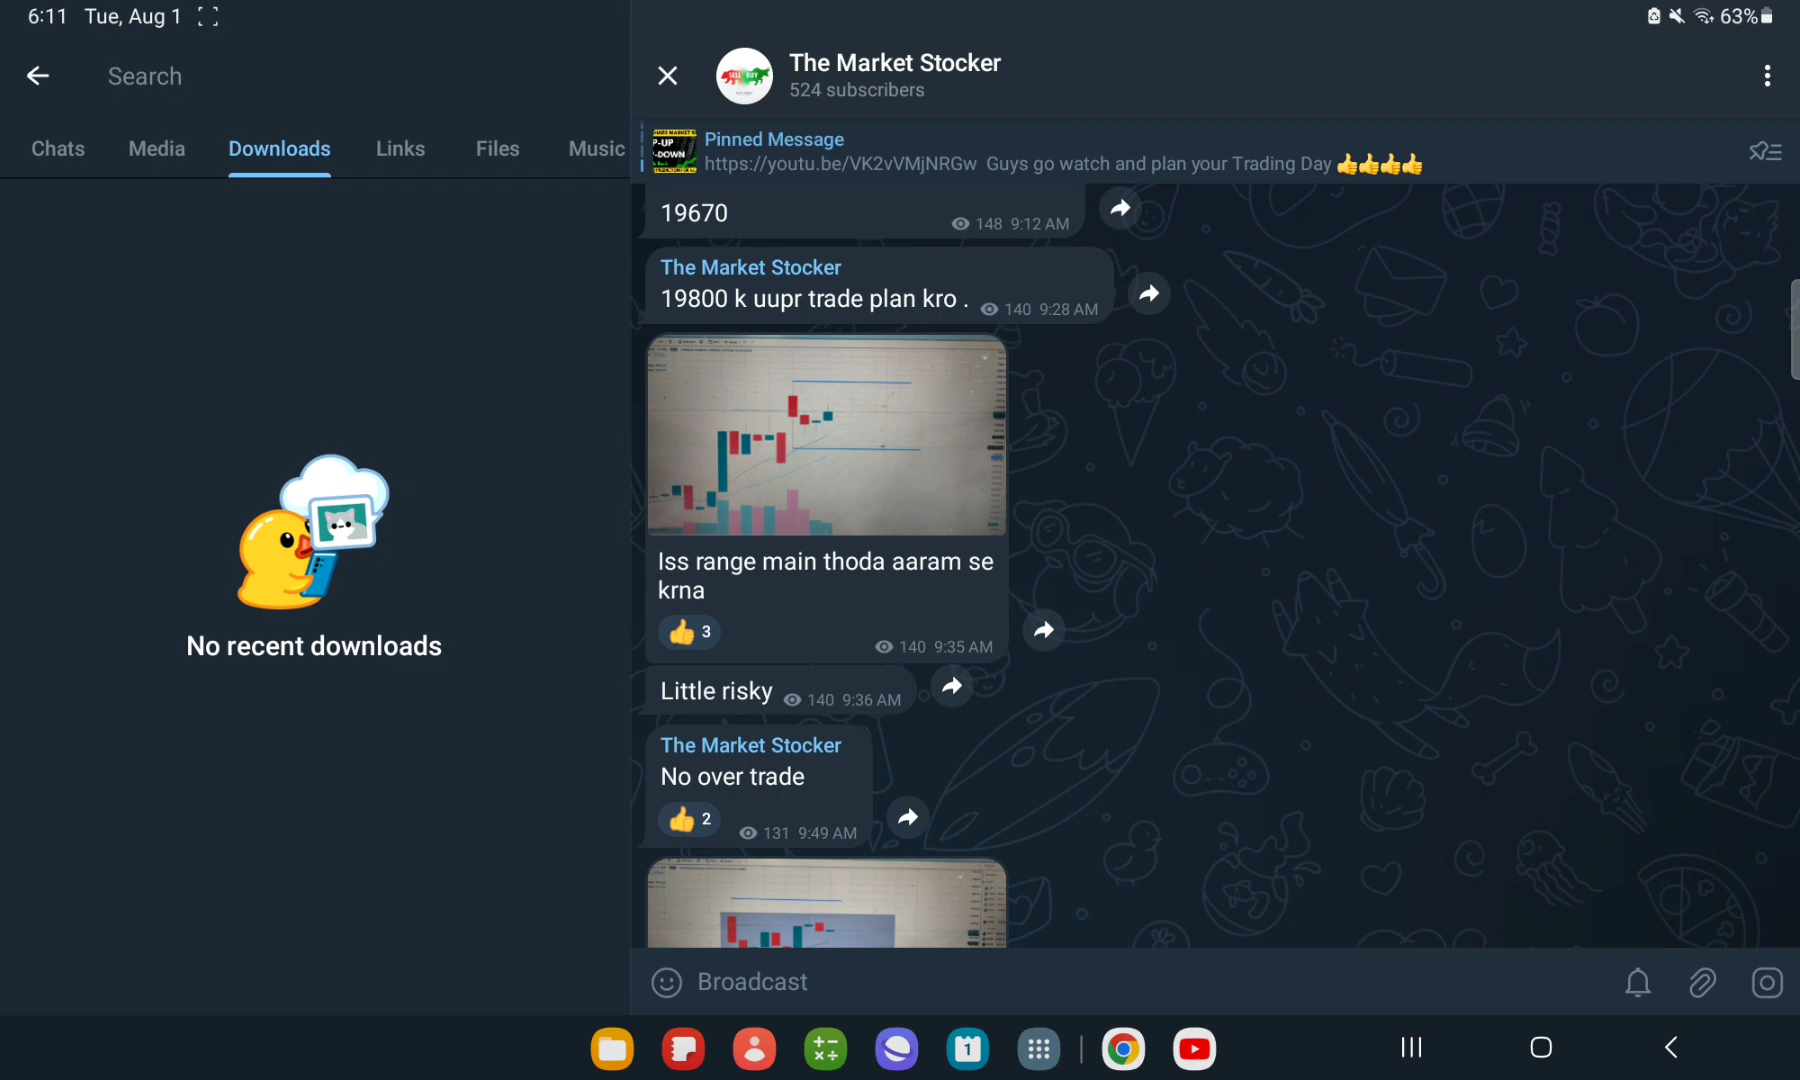 6:11 Tue, Aug 1
63%
Search
Chats Media Downloads Links Files Music
No recent downloads
The Market Stocker
524 subscribers
SELL BUY
Pinned Message
https://youtu.be/VK2vVMjNRGw Guys go watch and plan your Trading Day 👍👍👍👍
19670
148 9:12 AM
The Market Stocker
19800 k uupr trade plan kro .
140 9:28 AM
Iss range main thoda aaram se
krna
👍 3
140 9:35 AM
Little risky
140 9:36 AM
The Market Stocker
No over trade
👍 2
131 9:49 AM
Broadcast
1